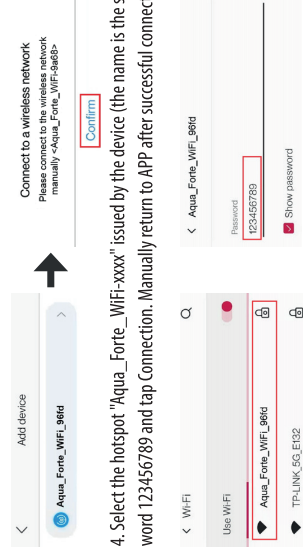 Add device
Aqua_Forte_WiFi_96fd
Connect to a wireless network
Please connect to the wireless network
manually <Aqua_Forte_WiFi-9a68>
Confirm
4. Select the hotspot "Aqua_Forte_WiFi-xxxx" issued by the device (the name is the s
word 123456789 and tap Connection. Manually return to APP after successful connect
Wi-Fi
Use Wi-Fi
Aqua_Forte_WiFi_96fd
TP-LINK_5G_E132
Aqua_Forte_WiFi_96fd
Password
123456789
Show password